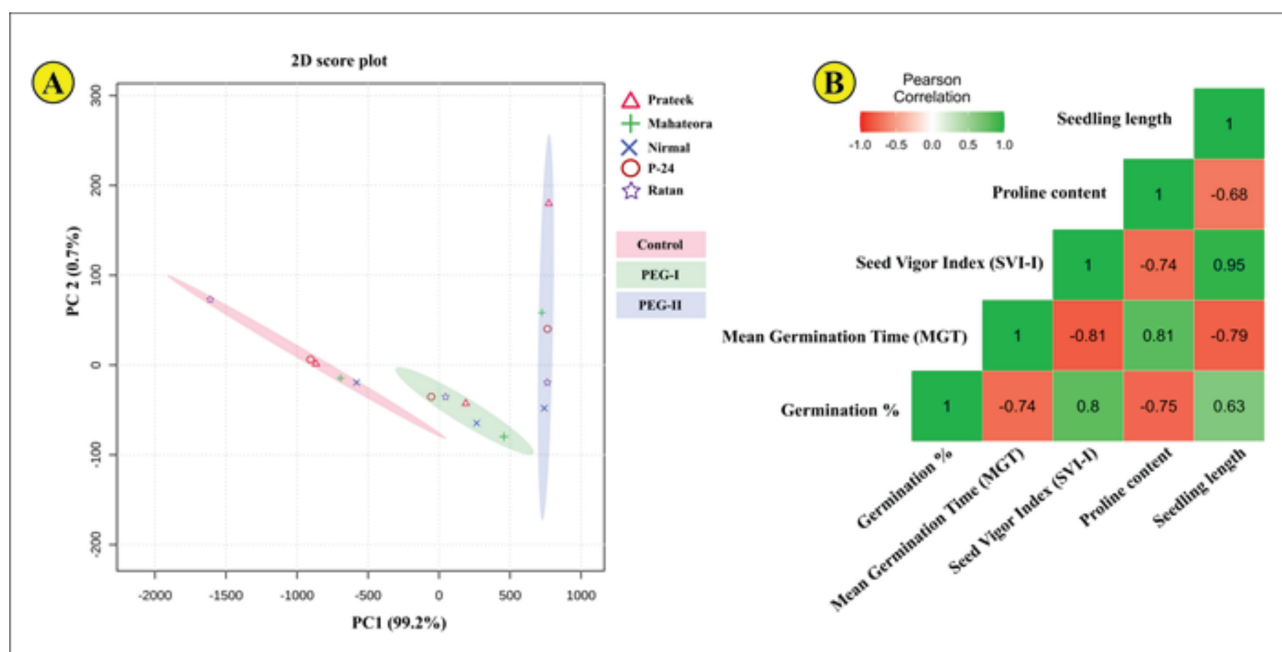 A
2D score plot
300
200
100
0
-100
-200
PC 2 (0.7%)
-2000 -1500 -1000 -500 0 500 1000
PC1 (99.2%)
Prateek
Mahateora
Nirmal
P-24
Ratan
Control
PEG-I
PEG-II
B
Pearson
Correlation
-1.0 -0.5 0.0 0.5 1.0
Seedling length 1
Proline content 1 -0.68
Seed Vigor Index (SVI-I) 1 -0.74 0.95
Mean Germination Time (MGT) 1 -0.81 0.81 -0.79
Germination % 1 -0.74 0.8 -0.75 0.63
Germination %
Mean Germination Time (MGT)
Seed Vigor Index (SVI-I)
Proline content
Seedling length